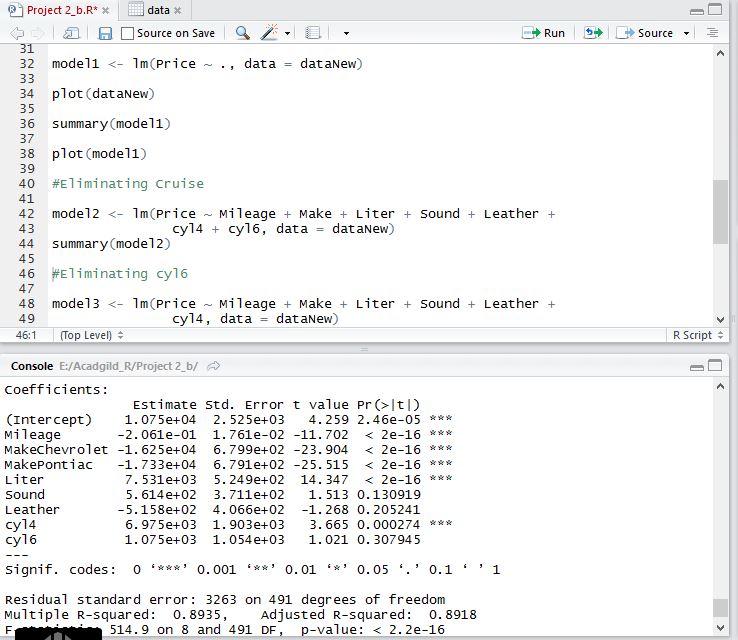 Project 2_b.R* × data ×
Source on Save Run Source
31
32 model1 <- lm(Price ~ ., data = dataNew)
33
34 plot(dataNew)
35
36 summary(model1)
37
38 plot(model1)
39
40 #Eliminating Cruise
41
42 model2 <- lm(Price ~ Mileage + Make + Liter + Sound + Leather +
43 cyl4 + cyl6, data = dataNew)
44 summary(model2)
45
46 #Eliminating cyl6
47
48 model3 <- lm(Price ~ Mileage + Make + Liter + Sound + Leather +
49 cyl4, data = dataNew)
46:1 (Top Level) R Script
Console E:/Acadgild_R/Project 2_b/
Coefficients:
Estimate Std. Error t value Pr(>|t|)
(Intercept) 1.075e+04 2.525e+03 4.259 2.46e-05 ***
Mileage -2.061e-01 1.761e-02 -11.702 < 2e-16 ***
MakeChevrolet -1.625e+04 6.799e+02 -23.904 < 2e-16 ***
MakePontiac -1.733e+04 6.791e+02 -25.515 < 2e-16 ***
Liter 7.531e+03 5.249e+02 14.347 < 2e-16 ***
Sound 5.614e+02 3.711e+02 1.513 0.130919
Leather -5.158e+02 4.066e+02 -1.268 0.205241
cyl4 6.975e+03 1.903e+03 3.665 0.000274 ***
cyl6 1.075e+03 1.054e+03 1.021 0.307945
---
Signif. codes: 0 ‘***’ 0.001 ‘**’ 0.01 ‘*’ 0.05 ‘.’ 0.1 ‘ ’ 1
Residual standard error: 3263 on 491 degrees of freedom
Multiple R-squared: 0.8935, Adjusted R-squared: 0.8918
514.9 on 8 and 491 DF, p-value: < 2.2e-16